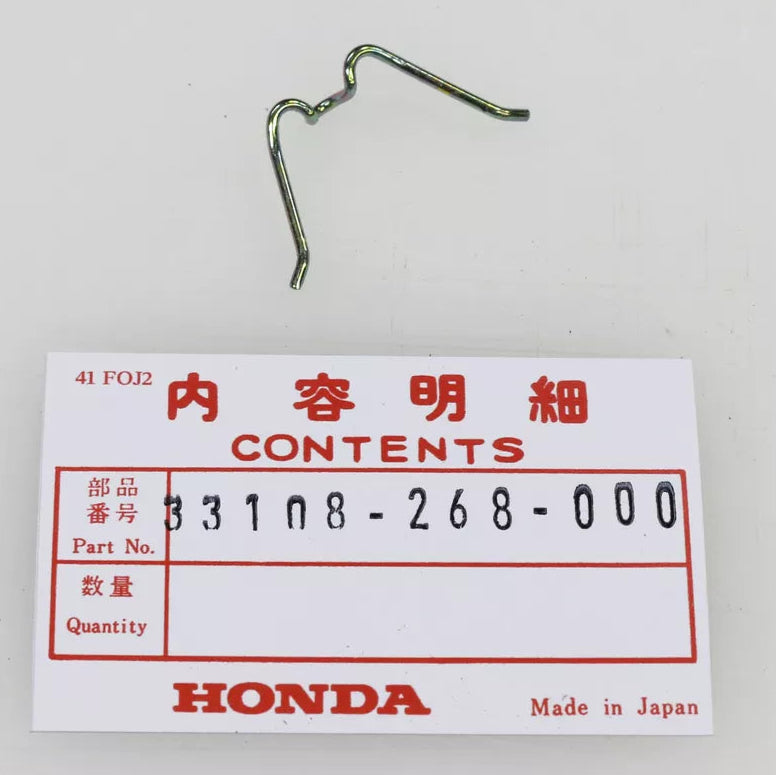 41 FOJ2
内容明細
CONTENTS
部品
番号
Part No.
33108-268-000
数量
Quantity
HONDA
Made in Japan